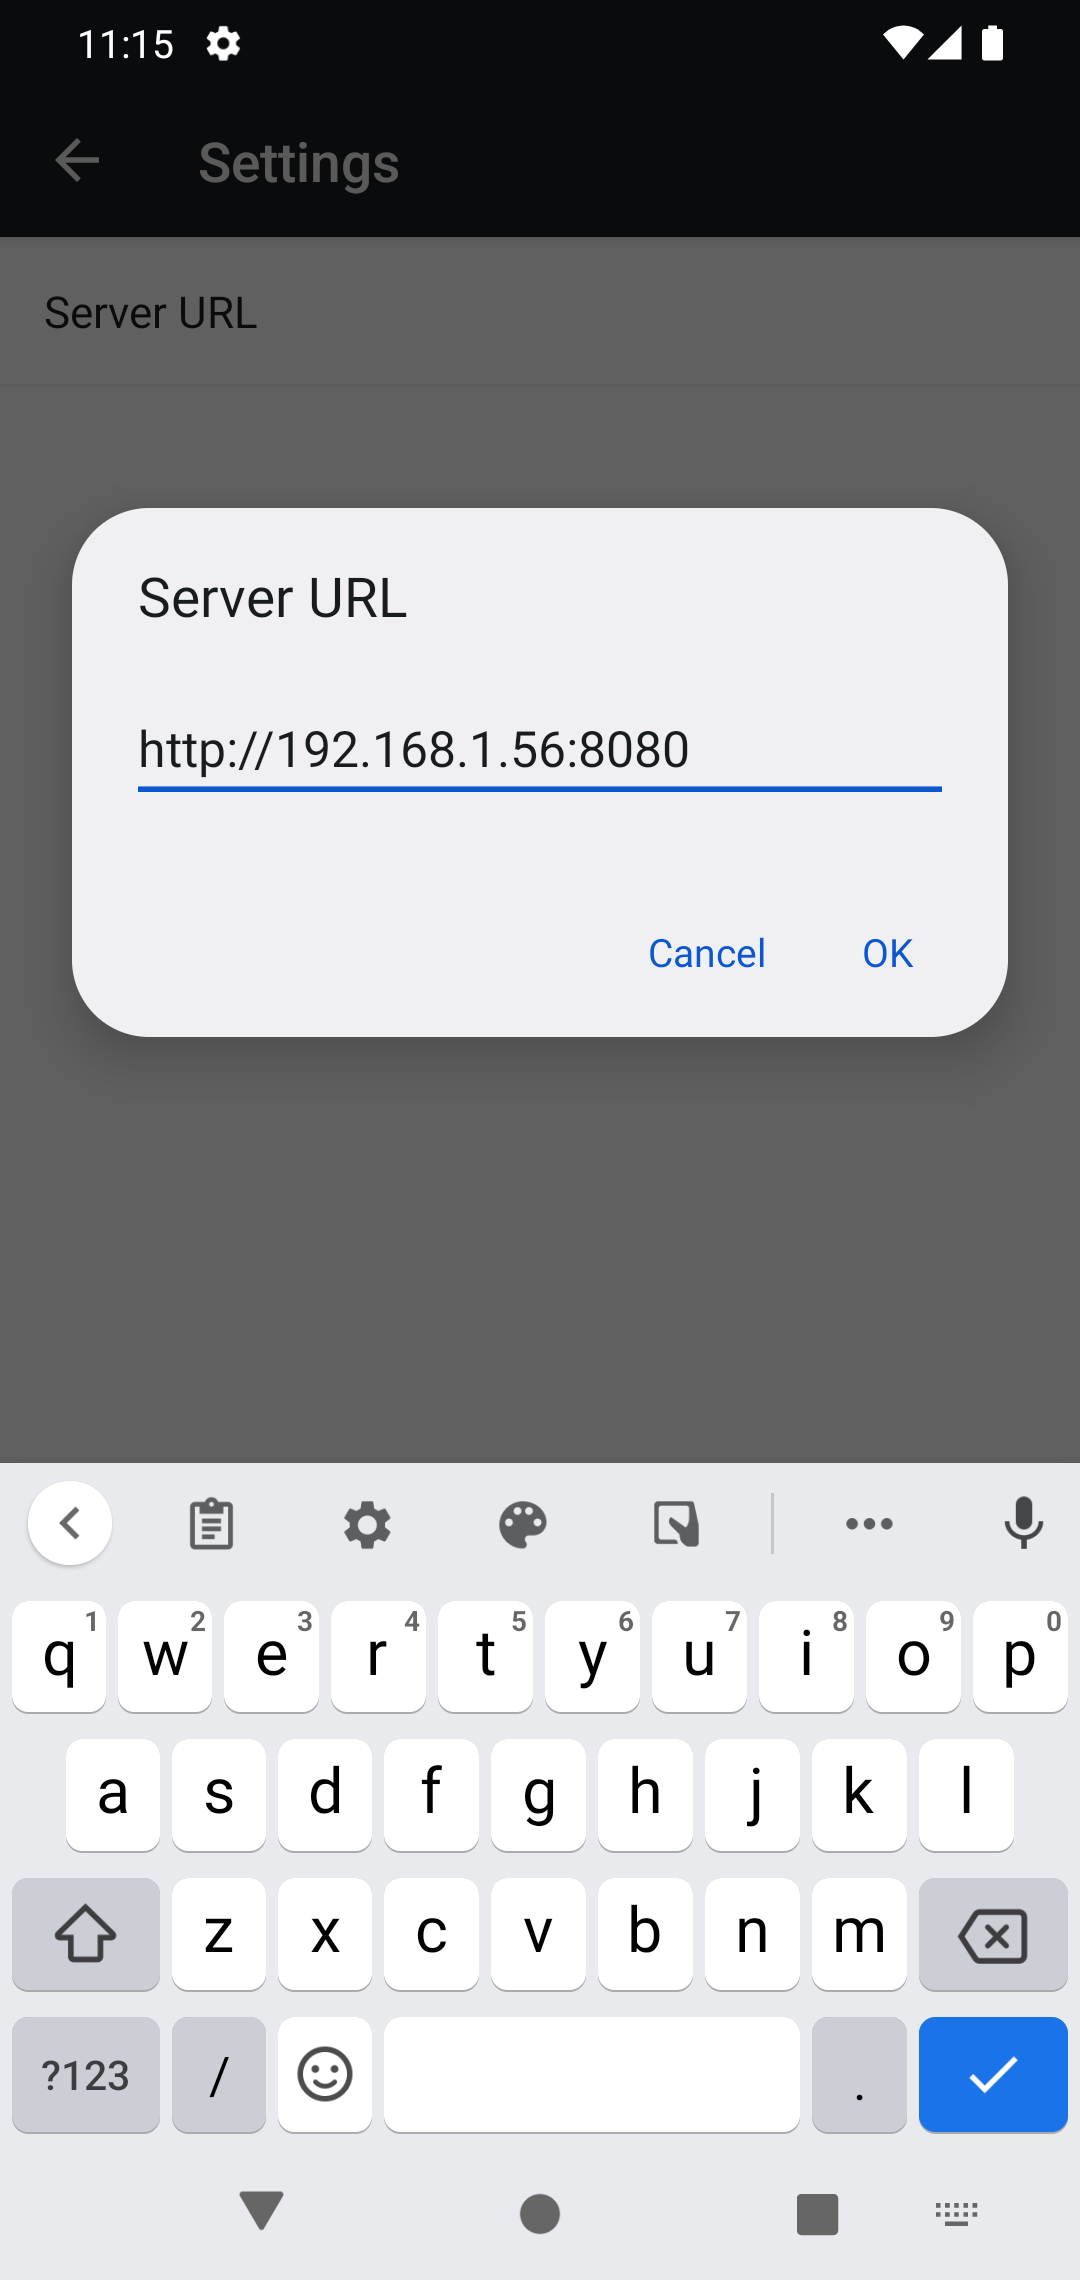 11:15
Settings
Server URL
Server URL
http://192.168.1.56:8080
Cancel OK
1 2 3 4 5 6 7 8 9 0
q w e r t y u i o p
a s d f g h j k l
z x c v b n m
?123 / .